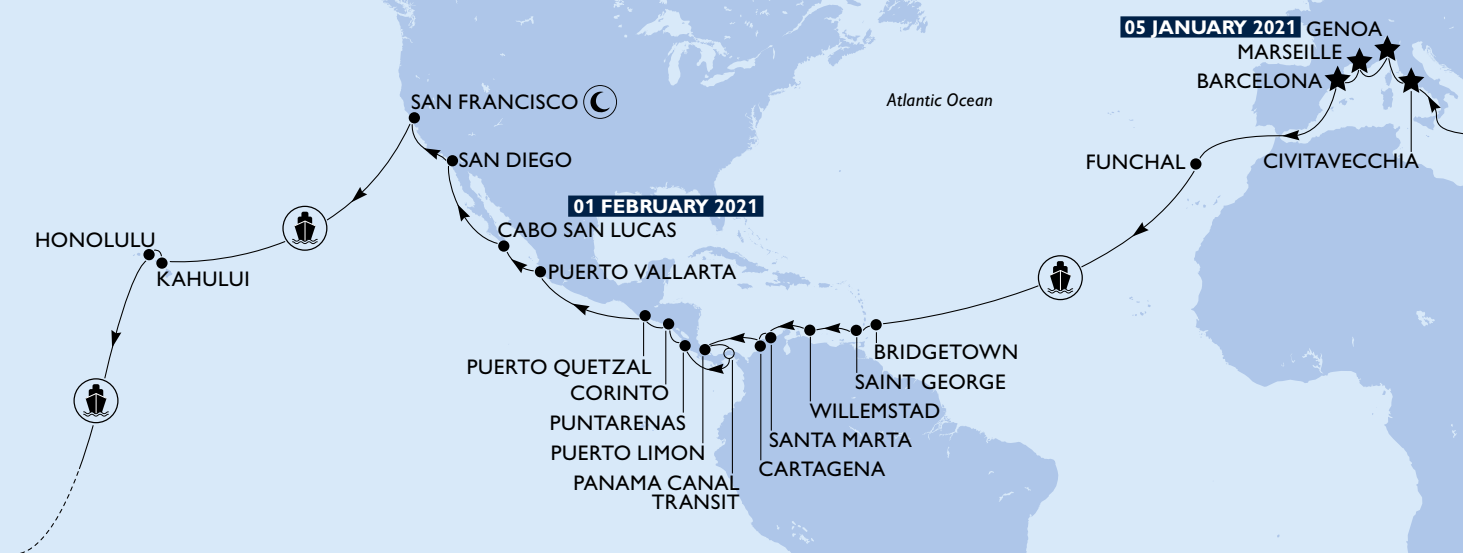 05 JANUARY 2021 GENOA
MARSEILLE
BARCELONA
SAN FRANCISCO
Atlantic Ocean
SAN DIEGO
FUNCHAL
CIVITAVECCHIA
01 FEBRUARY 2021
CABO SAN LUCAS
HONOLULU
KAHULUI
PUERTO VALLARTA
BRIDGETOWN
PUERTO QUETZAL
SAINT GEORGE
CORINTO
WILLEMSTAD
PUNTARENAS
SANTA MARTA
PUERTO LIMON
CARTAGENA
PANAMA CANAL
TRANSIT